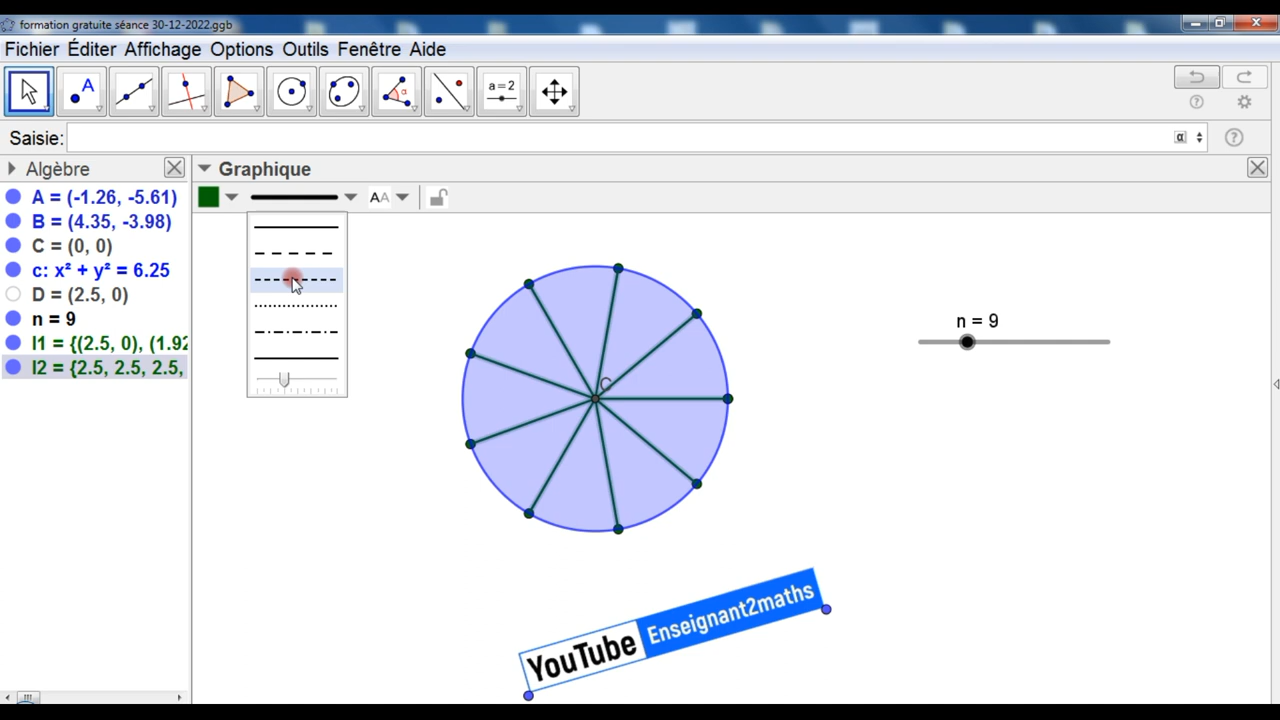 formation gratuite séance 30-12-2022.ggb
Fichier Éditer Affichage Options Outils Fenêtre Aide
A
α
a = 2
Saisie:
α
Algèbre
Graphique
AA
A = (-1.26, -5.61)
B = (4.35, -3.98)
C = (0, 0)
c: x² + y² = 6.25
D = (2.5, 0)
n = 9
l1 = {(2.5, 0), (1.92
l2 = {2.5, 2.5, 2.5,
C
n = 9
YouTube Enseignant2maths